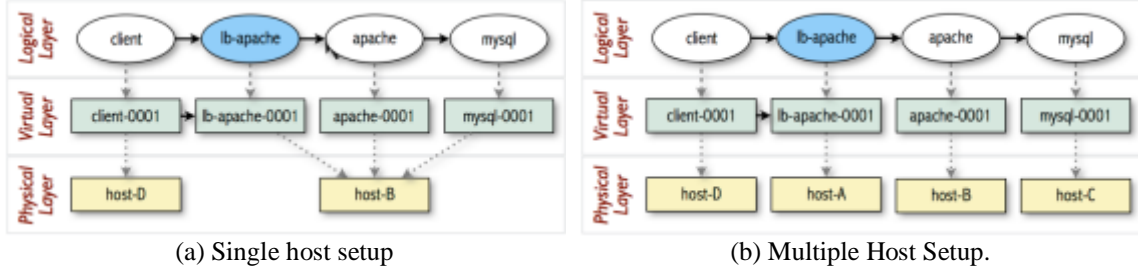 Logical Layer
client
lb-apache
apache
mysql
Virtual Layer
client-0001
lb-apache-0001
apache-0001
mysql-0001
Physical Layer
host-D
host-B
(a) Single host setup
Logical Layer
client
lb-apache
apache
mysql
Virtual Layer
client-0001
lb-apache-0001
apache-0001
mysql-0001
Physical Layer
host-D
host-A
host-B
host-C
(b) Multiple Host Setup.